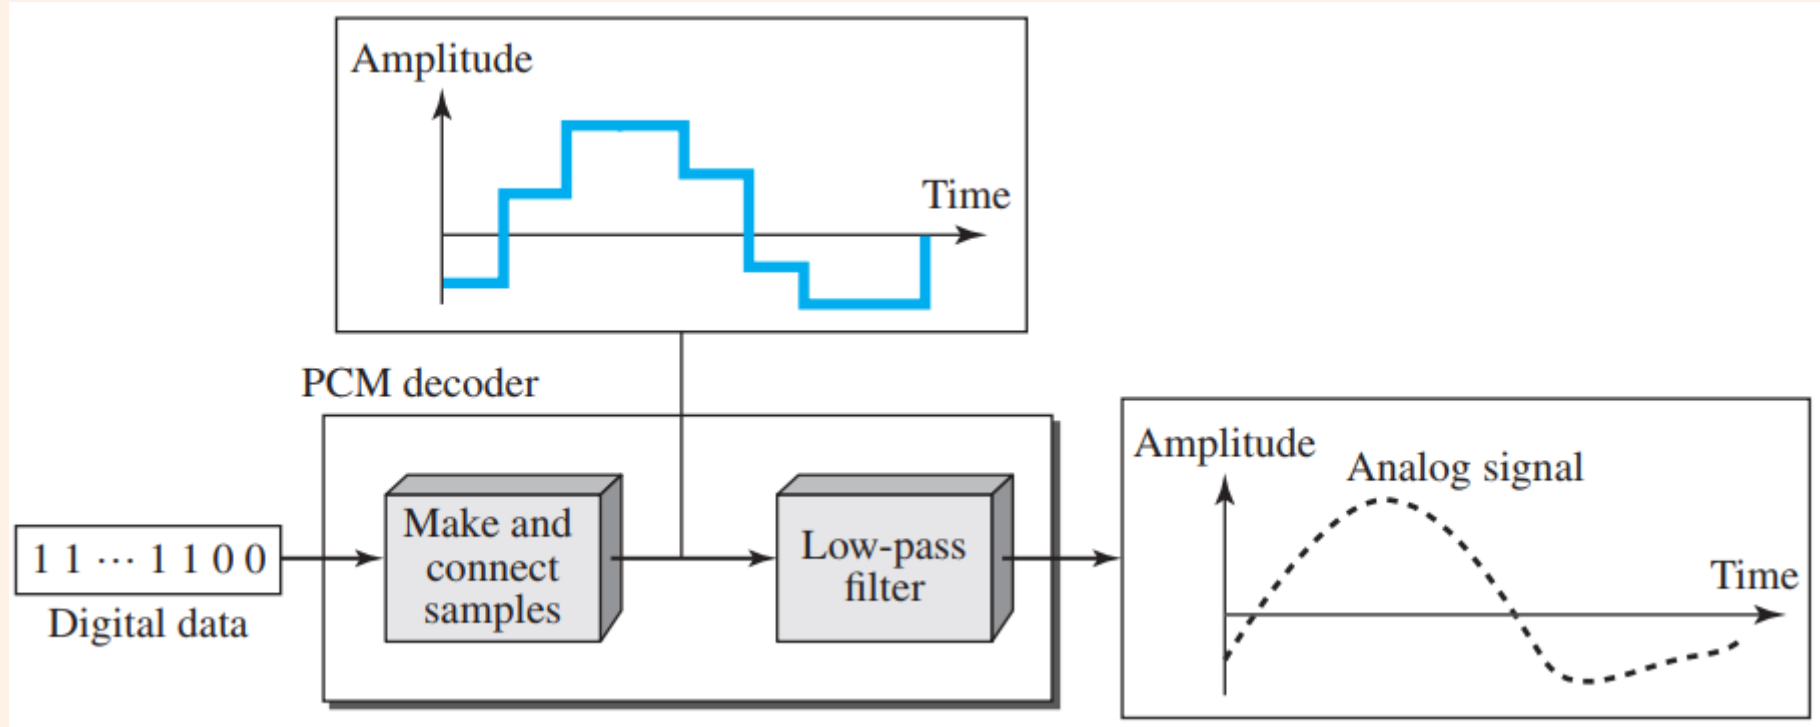 Amplitude
Time
PCM decoder
1 1 ··· 1 1 0 0
Digital data
Make and
connect
samples
Low-pass
filter
Amplitude
Analog signal
Time